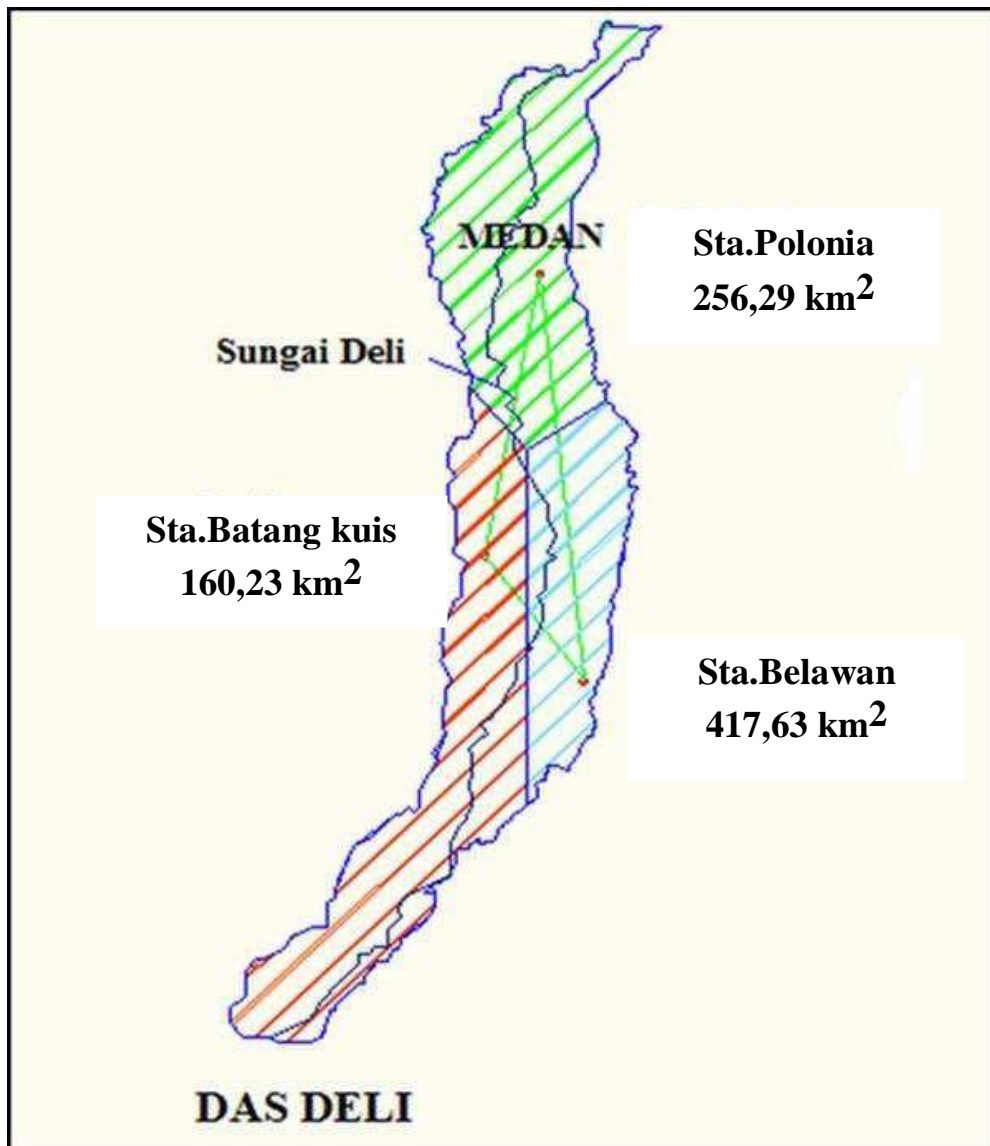 MEDAN
Sta.Polonia
256,29 km²
Sungai Deli
Sta.Batang kuis
160,23 km²
Sta.Belawan
417,63 km²
DAS DELI